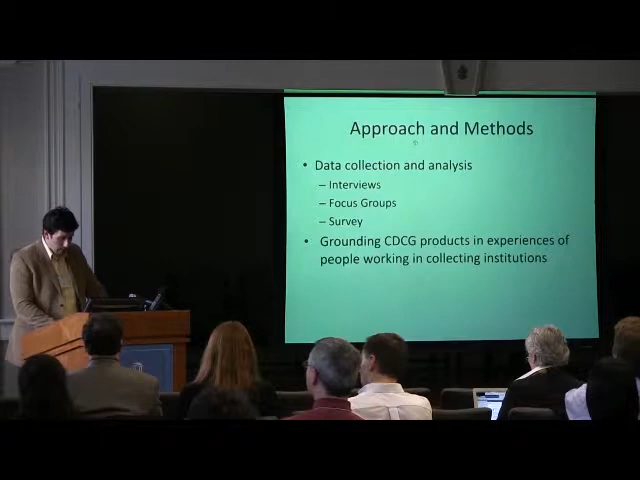 Approach and Methods
• Data collection and analysis
– Interviews
– Focus Groups
– Survey
• Grounding CDCG products in experiences of
people working in collecting institutions